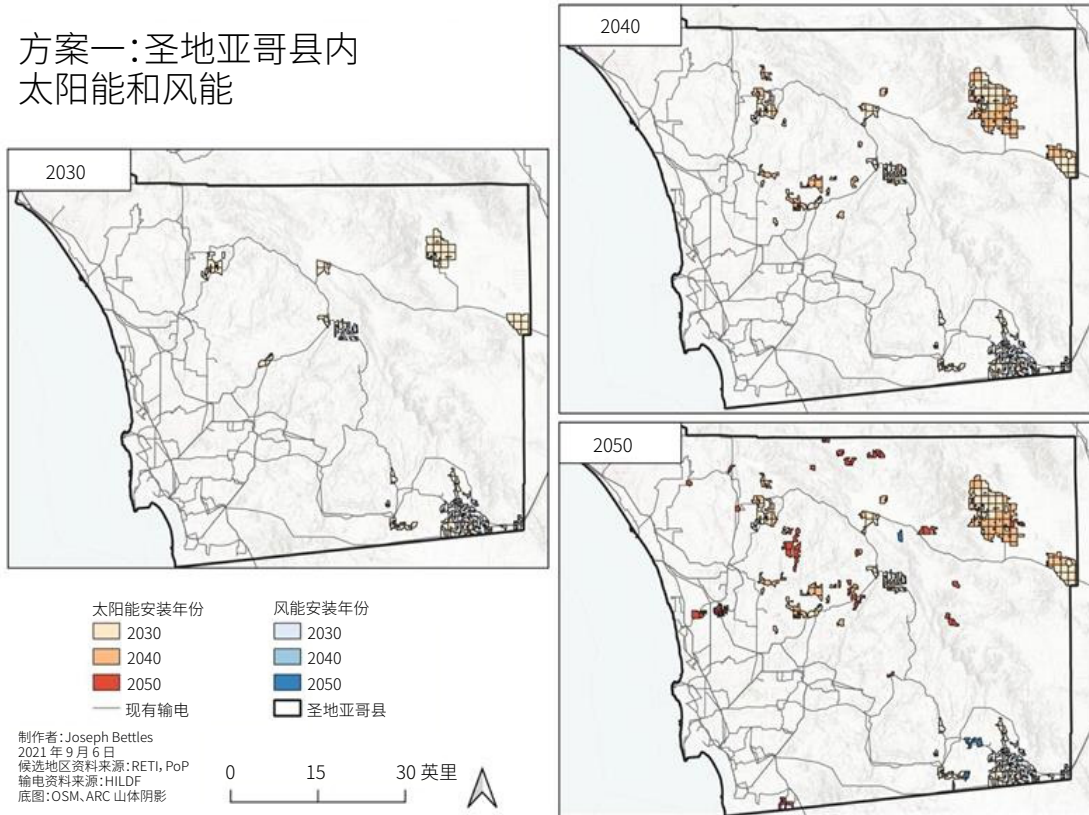 方案一：圣地亚哥县内
太阳能和风能
2030
2040
2050
太阳能安装年份
2030
2040
2050
现有输电
风能安装年份
2030
2040
2050
圣地亚哥县
制作者：Joseph Bettles
2021 年 9 月 6 日
候选地区资料来源：RETI，PoP
输电资料来源：HILDF
底图：OSM、ARC 山体阴影
0 15 30 英里